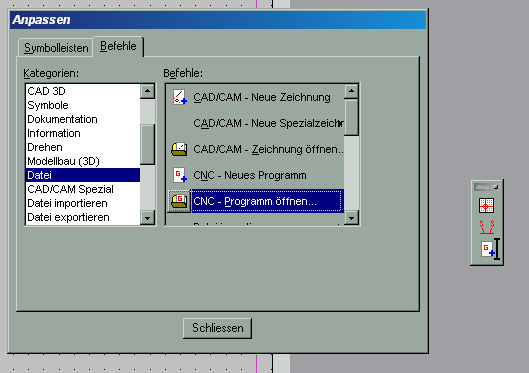 Anpassen
Symbolleisten
Befehle
Kategorien:
Befehle:
CAD 3D
Symbole
Dokumentation
Information
Drehen
Modellbau (3D)
Datei
CAD/CAM Spezial
Datei importieren
Datei exportieren
CAD/CAM - Neue Zeichnung
CAD/CAM - Neue Spezialzeichn
CAD/CAM - Zeichnung öffnen..
CNC - Neues Programm
CNC - Programm öffnen...
Schliessen